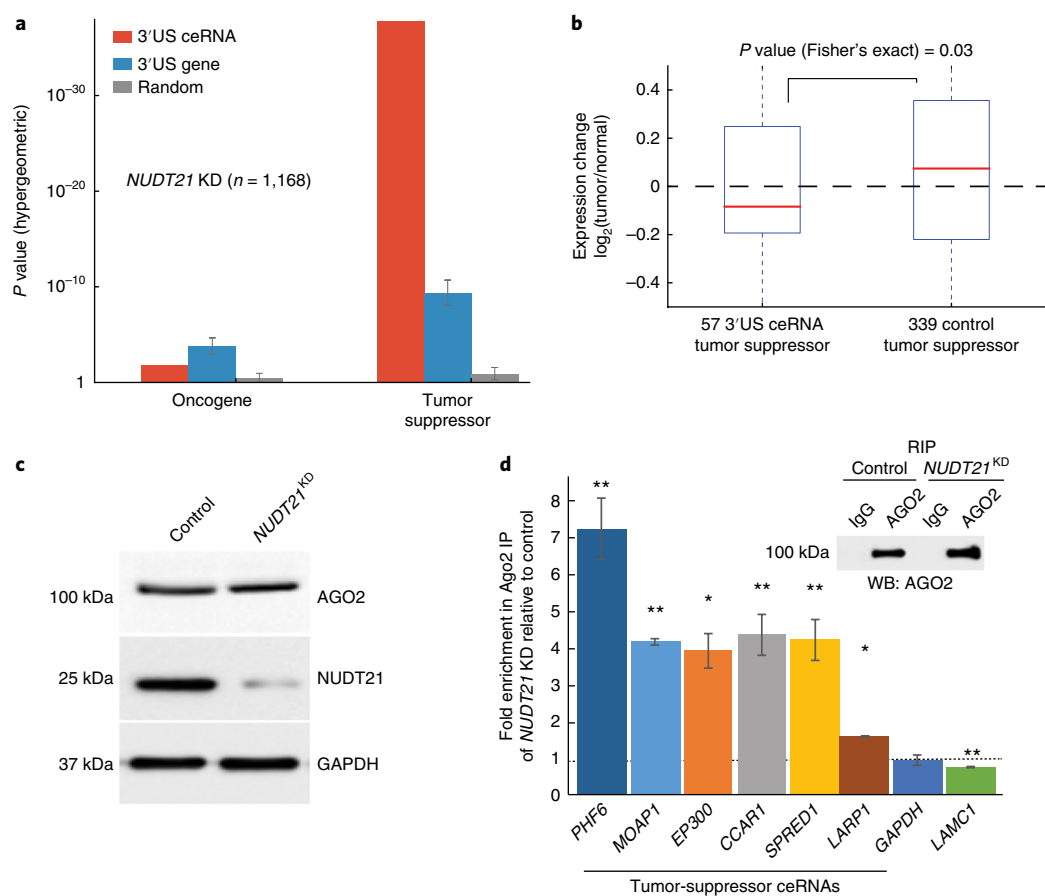 a
3′US ceRNA
3′US gene
Random
NUDT21 KD (n = 1,168)
P value (hypergeometric)
10⁻³⁰
10⁻²⁰
10⁻¹⁰
1
Oncogene
Tumor
suppressor
b
P value (Fisher's exact) = 0.03
Expression change
log₂(tumor/normal)
0.4
0.2
0
−0.2
−0.4
57 3′US ceRNA
tumor suppressor
339 control
tumor suppressor
c
Control
NUDT21ᴷᴰ
100 kDa
AGO2
25 kDa
NUDT21
37 kDa
GAPDH
d
Fold enrichment in Ago2 IP
of NUDT21 KD relative to control
8
7
6
5
4
3
2
1
0
**
**
*
**
**
*
**
RIP
Control
NUDT21ᴷᴰ
IgG
AGO2
IgG
AGO2
100 kDa
WB: AGO2
PHF6
MOAP1
EP300
CCAR1
SPRED1
LARP1
GAPDH
LAMC1
Tumor-suppressor ceRNAs